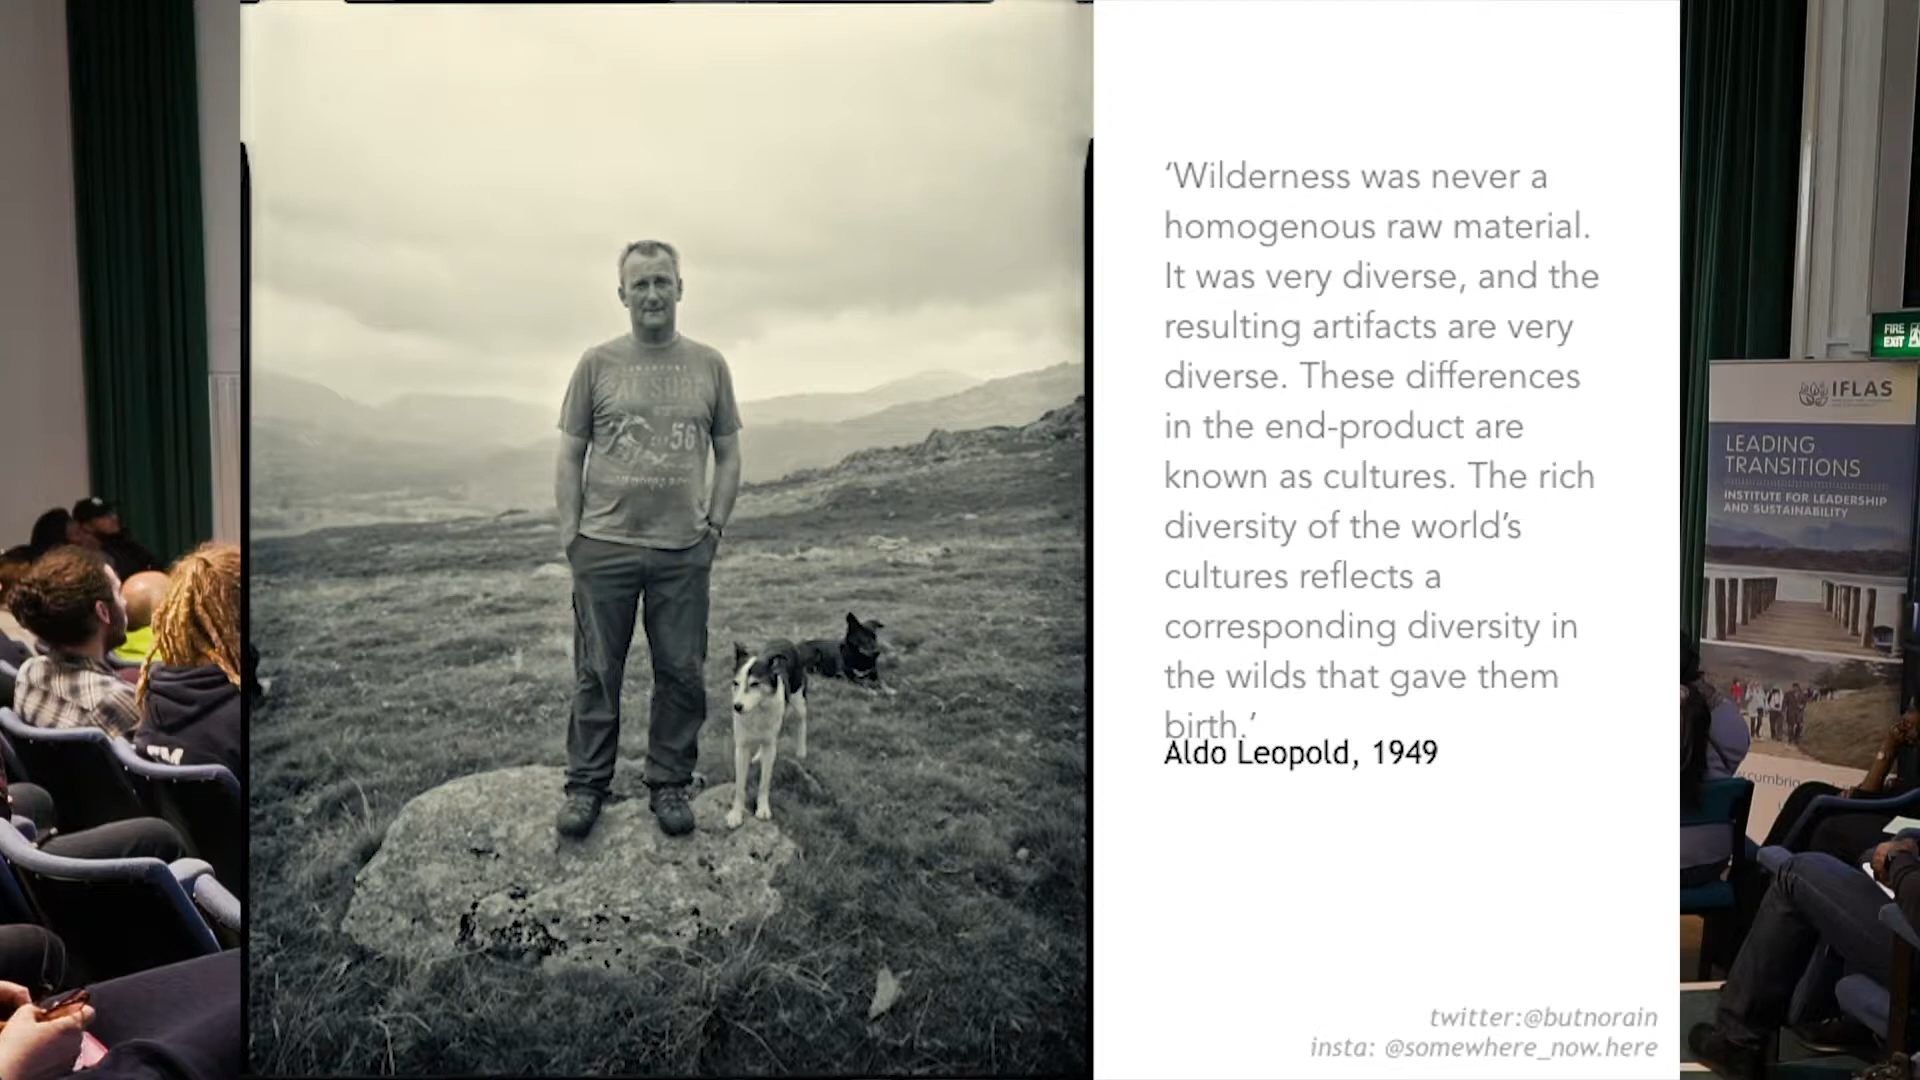 ‘Wilderness was never a
homogenous raw material.
It was very diverse, and the
resulting artifacts are very
diverse. These differences
in the end-product are
known as cultures. The rich
diversity of the world’s
cultures reflects a
corresponding diversity in
the wilds that gave them
birth.’
Aldo Leopold, 1949
twitter:@butnorain
insta: @somewhere_now.here
56
FIRE
EXIT
IFLAS
LEADING
TRANSITIONS
INSTITUTE FOR LEADERSHIP
AND SUSTAINABILITY